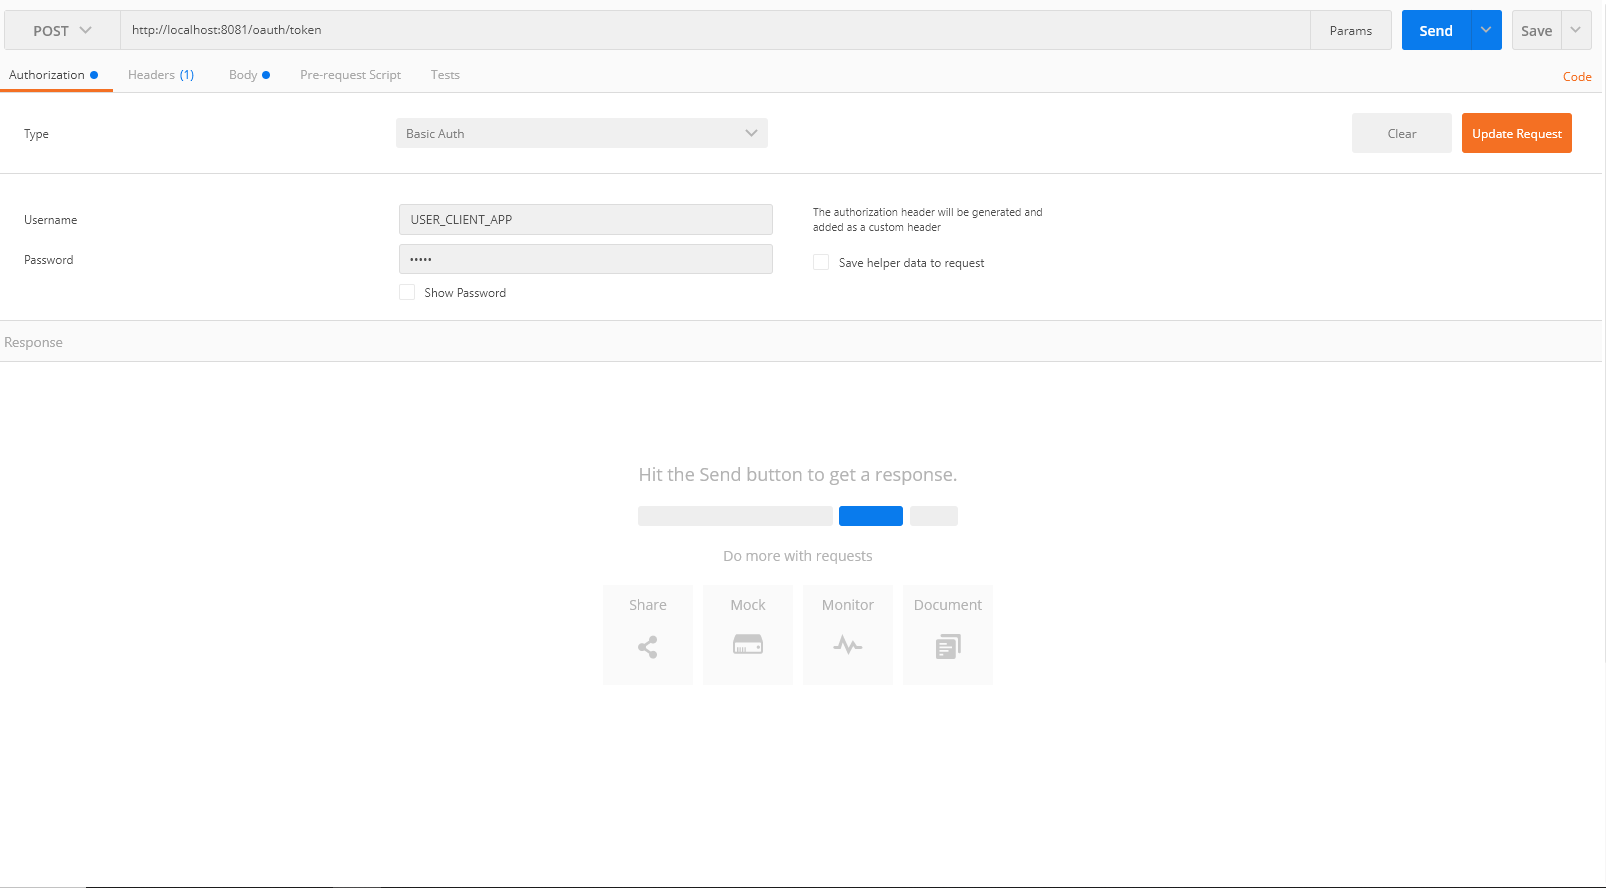 POST http://localhost:8081/oauth/token Params Send Save
Authorization Headers (1) Body Pre-request Script Tests Code
Type Basic Auth Clear Update Request
Username USER_CLIENT_APP The authorization header will be generated and
added as a custom header
Password ••••• Save helper data to request
Show Password
Response
Hit the Send button to get a response.
Do more with requests
Share Mock Monitor Document